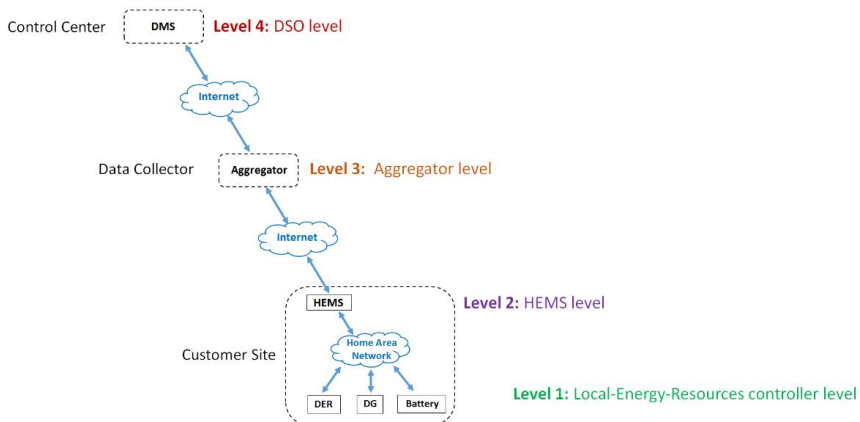 Control Center
DMS
Level 4: DSO level
Internet
Data Collector
Aggregator
Level 3: Aggregator level
Internet
HEMS
Level 2: HEMS level
Home Area
Network
Customer Site
DER
DG
Battery
Level 1: Local-Energy-Resources controller level